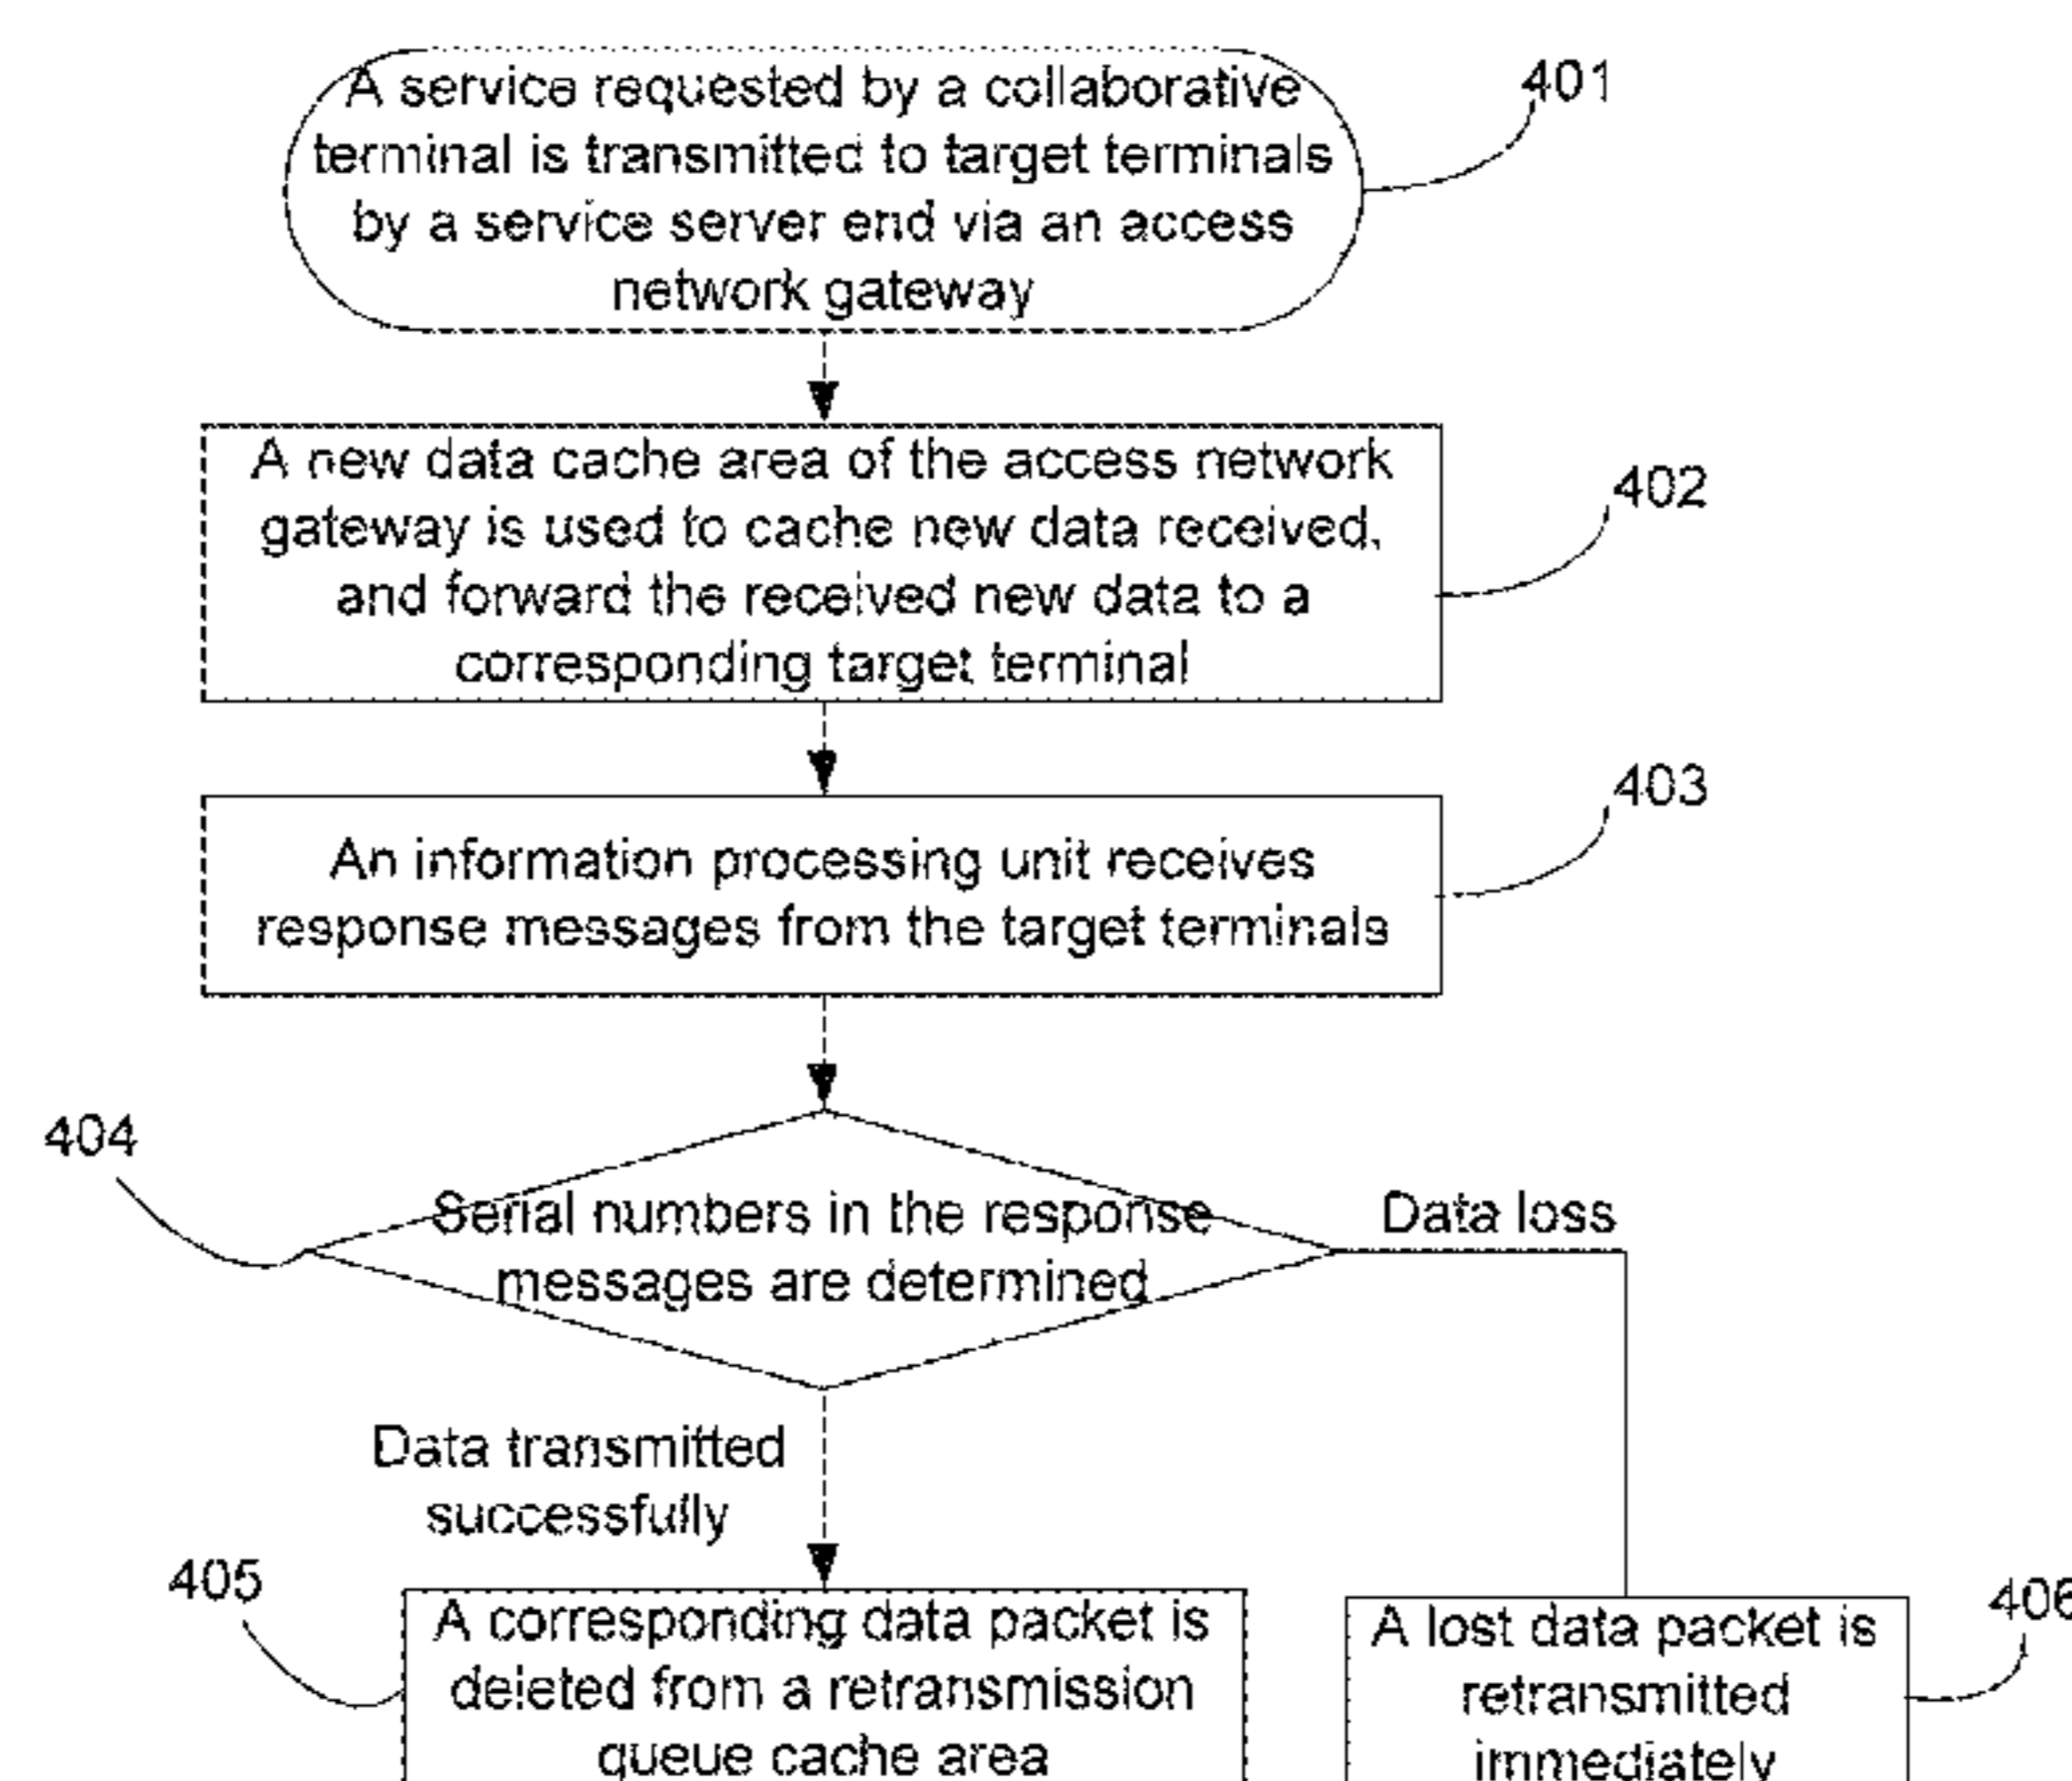 A service requested by a collaborative
terminal is transmitted to target terminals
by a service server end via an access
network gateway
401
A new data cache area of the access network
gateway is used to cache new data received,
and forward the received new data to a
corresponding target terminal
402
An information processing unit receives
response messages from the target terminals
403
404
Serial numbers in the response
messages are determined
Data loss
Data transmitted
successfully
405
A corresponding data packet is
deleted from a retransmission
queue cache area
A lost data packet is
retransmitted
immediately
406